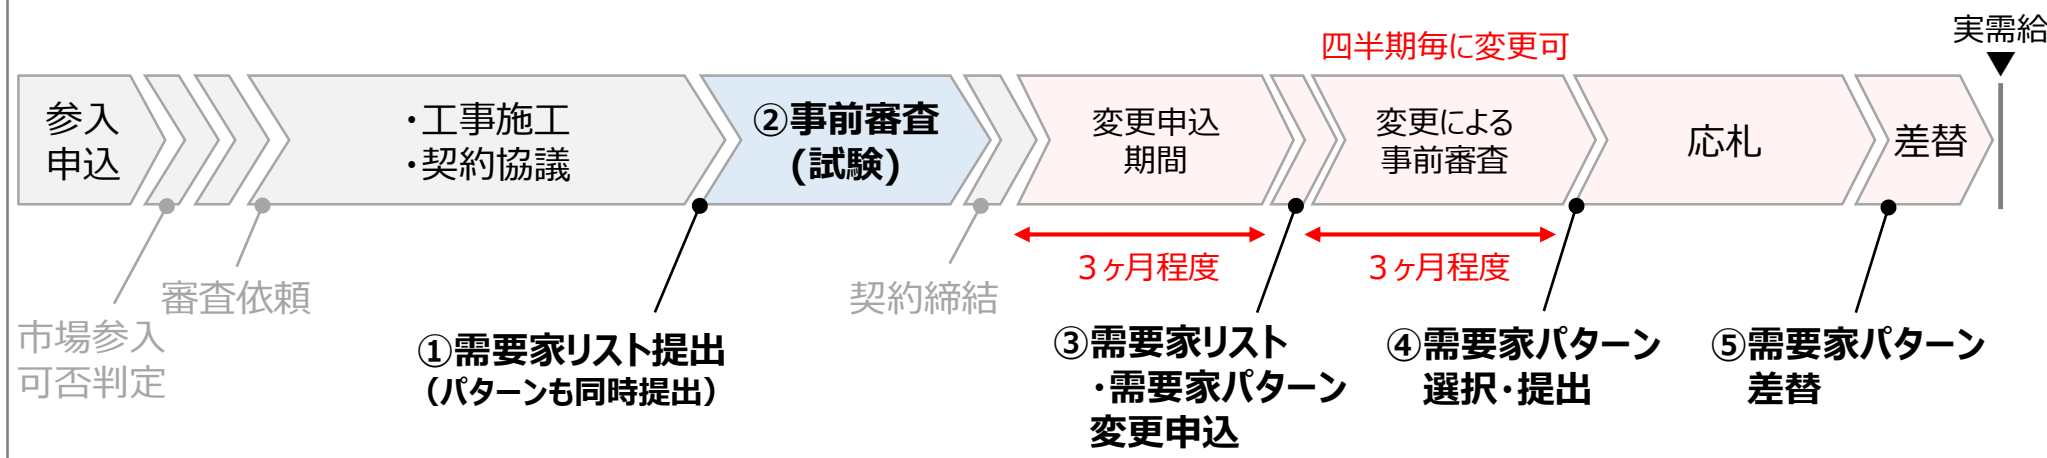 実需給
四半期毎に変更可
参入
申込
・工事施工
・契約協議
②事前審査
(試験)
変更申込
期間
変更による
事前審査
応札
差替
3ヶ月程度
3ヶ月程度
市場参入
可否判定
審査依頼
①需要家リスト提出
（パターンも同時提出）
契約締結
③需要家リスト
・需要家パターン
変更申込
④需要家パターン
選択・提出
⑤需要家パターン
差替